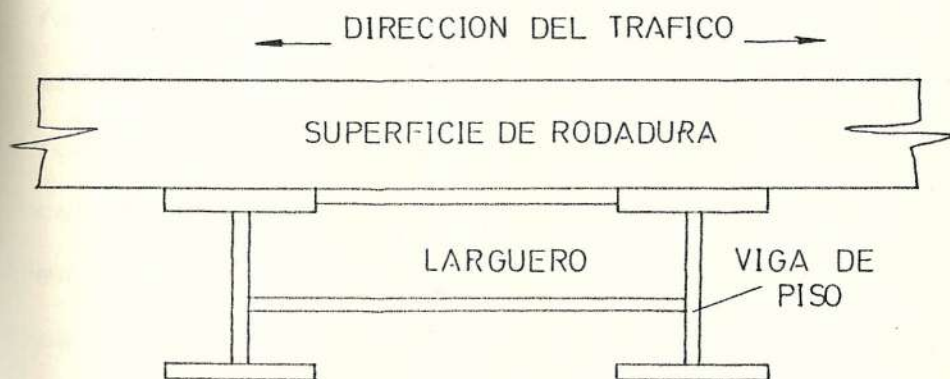 DIRECCION DEL TRAFICO
SUPERFICIE DE RODADURA
LARGUERO
VIGA DE
PISO